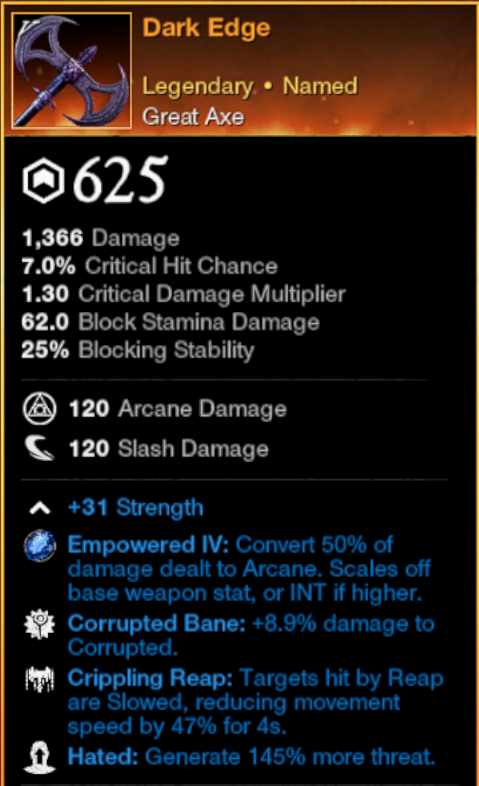 Dark Edge
Legendary • Named
Great Axe
625
1,366 Damage
7.0% Critical Hit Chance
1.30 Critical Damage Multiplier
62.0 Block Stamina Damage
25% Blocking Stability
120 Arcane Damage
120 Slash Damage
+31 Strength
Empowered IV: Convert 50% of
damage dealt to Arcane. Scales off
base weapon stat, or INT if higher.
Corrupted Bane: +8.9% damage to
Corrupted.
Crippling Reap: Targets hit by Reap
are Slowed, reducing movement
speed by 47% for 4s.
Hated: Generate 145% more threat.